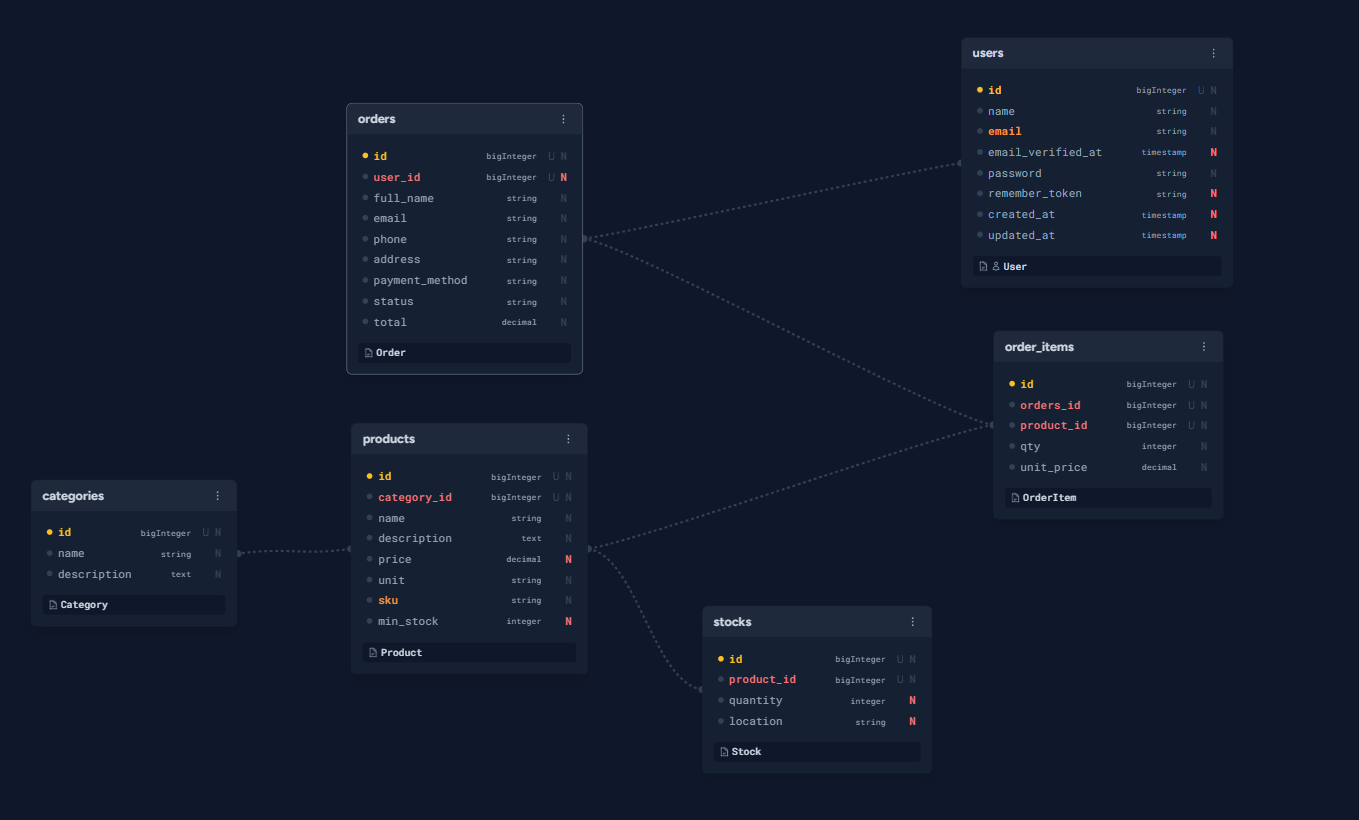 users
id bigInteger U N
name string N
email string N
email_verified_at timestamp N
password string N
remember_token string N
created_at timestamp N
updated_at timestamp N
User
orders
id bigInteger U N
user_id bigInteger U N
full_name string N
email string N
phone string N
address string N
payment_method string N
status string N
total decimal N
Order
order_items
id bigInteger U N
orders_id bigInteger U N
product_id bigInteger U N
qty integer N
unit_price decimal N
OrderItem
products
id bigInteger U N
category_id bigInteger U N
name string N
description text N
price decimal N
unit string N
sku string N
min_stock integer N
Product
categories
id bigInteger U N
name string N
description text N
Category
stocks
id bigInteger U N
product_id bigInteger U N
quantity integer N
location string N
Stock